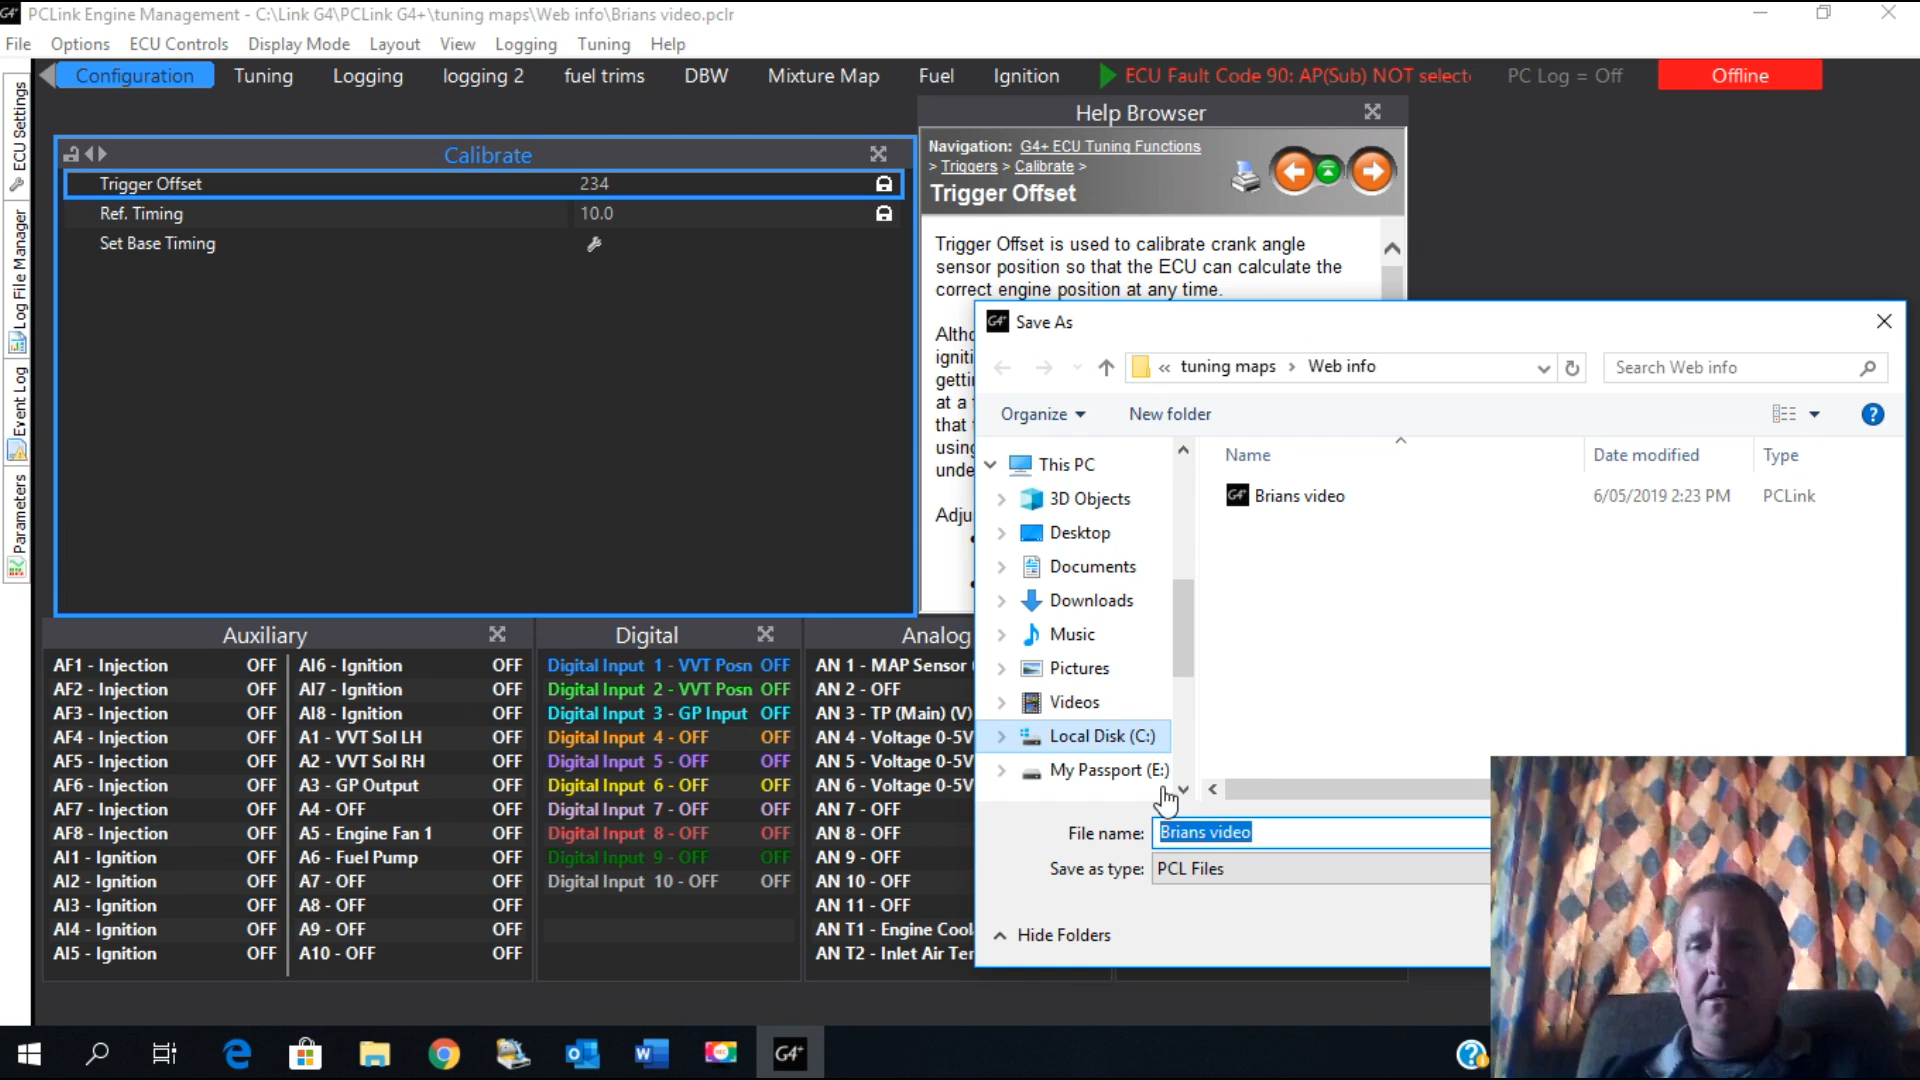 G4+ PCLink Engine Management - C:\Link G4\PCLink G4+\tuning maps\Web info\Brians video.pclr
File Options ECU Controls Display Mode Layout View Logging Tuning Help
Configuration Tuning Logging logging 2 fuel trims DBW Mixture Map Fuel Ignition ECU Fault Code 90: AP(Sub) NOT select PC Log = Off Offline
ECU Settings
Log File Manager
Event Log
Parameters
Calibrate
Trigger Offset 234
Ref. Timing 10.0
Set Base Timing
Help Browser
Navigation: G4+ ECU Tuning Functions
> Triggers > Calibrate >
Trigger Offset
Trigger Offset is used to calibrate crank angle
sensor position so that the ECU can calculate the
correct engine position at any time.
Altho
igniti
getti
at a
that
using
unde
Adju
G4+ Save As
« tuning maps > Web info
Search Web info
Organize New folder
This PC
3D Objects
Desktop
Documents
Downloads
Music
Pictures
Videos
Local Disk (C:)
My Passport (E:)
Name Date modified Type
G4+ Brians video 6/05/2019 2:23 PM PCLink
File name: Brians video
Save as type: PCL Files
Hide Folders
Auxiliary
AF1 - Injection OFF
AF2 - Injection OFF
AF3 - Injection OFF
AF4 - Injection OFF
AF5 - Injection OFF
AF6 - Injection OFF
AF7 - Injection OFF
AF8 - Injection OFF
AI1 - Ignition OFF
AI2 - Ignition OFF
AI3 - Ignition OFF
AI4 - Ignition OFF
AI5 - Ignition OFF
AI6 - Ignition OFF
AI7 - Ignition OFF
AI8 - Ignition OFF
A1 - VVT Sol LH OFF
A2 - VVT Sol RH OFF
A3 - GP Output OFF
A4 - OFF OFF
A5 - Engine Fan 1 OFF
A6 - Fuel Pump OFF
A7 - OFF OFF
A8 - OFF OFF
A9 - OFF OFF
A10 - OFF OFF
Digital
Digital Input 1 - VVT Posn OFF
Digital Input 2 - VVT Posn OFF
Digital Input 3 - GP Input OFF
Digital Input 4 - OFF OFF
Digital Input 5 - OFF OFF
Digital Input 6 - OFF OFF
Digital Input 7 - OFF OFF
Digital Input 8 - OFF OFF
Digital Input 9 - OFF OFF
Digital Input 10 - OFF OFF
Analog
AN 1 - MAP Sensor (
AN 2 - OFF
AN 3 - TP (Main) (V)
AN 4 - Voltage 0-5V
AN 5 - Voltage 0-5V
AN 6 - Voltage 0-5V
AN 7 - OFF
AN 8 - OFF
AN 9 - OFF
AN 10 - OFF
AN 11 - OFF
AN T1 - Engine Cool
AN T2 - Inlet Air Ter
G4+